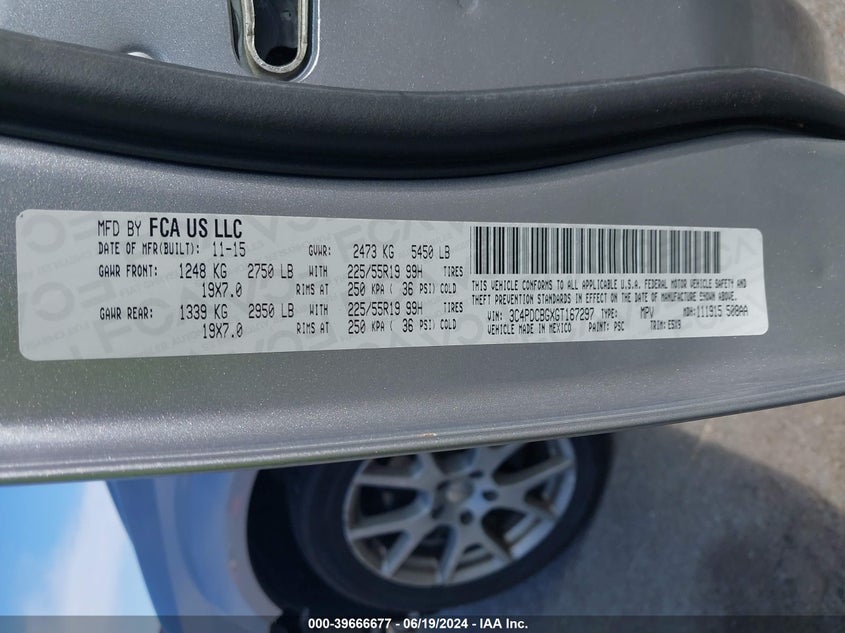 MFD BY FCA US LLC
DATE OF MFR(BUILT): 11-15 GVWR: 2473 KG 5450 LB
GAWR FRONT: 1248 KG 2750 LB WITH 225/55R19 99H TIRES
19X7.0 RIMS AT 250 KPA ( 36 PSI) COLD
GAWR REAR: 1339 KG 2950 LB WITH 225/55R19 99H TIRES
19X7.0 RIMS AT 250 KPA ( 36 PSI) COLD
THIS VEHICLE CONFORMS TO ALL APPLICABLE U.S.A. FEDERAL MOTOR VEHICLE SAFETY AND
THEFT PREVENTION STANDARDS IN EFFECT ON THE DATE OF MANUFACTURE SHOWN ABOVE.
VIN: 3C4PDCBGXGT167297 TYPE: MPV MDH: 111915 508AA
VEHICLE MADE IN MEXICO PAINT: PSC TRIM: E5X9
000-39666677 - 06/19/2024 - IAA Inc.